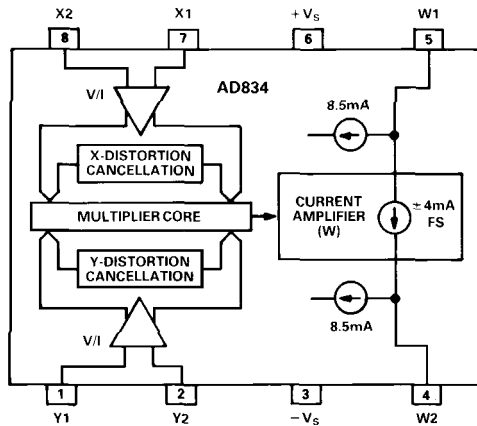 X2 X1 + VS W1
8 7 6 5
AD834
V/I
8.5mA
X-DISTORTION
CANCELLATION
MULTIPLIER CORE
CURRENT
AMPLIFIER
(W)
±4mA
FS
Y-DISTORTION
CANCELLATION
V/I
8.5mA
1 2 3 4
Y1 Y2 − VS W2